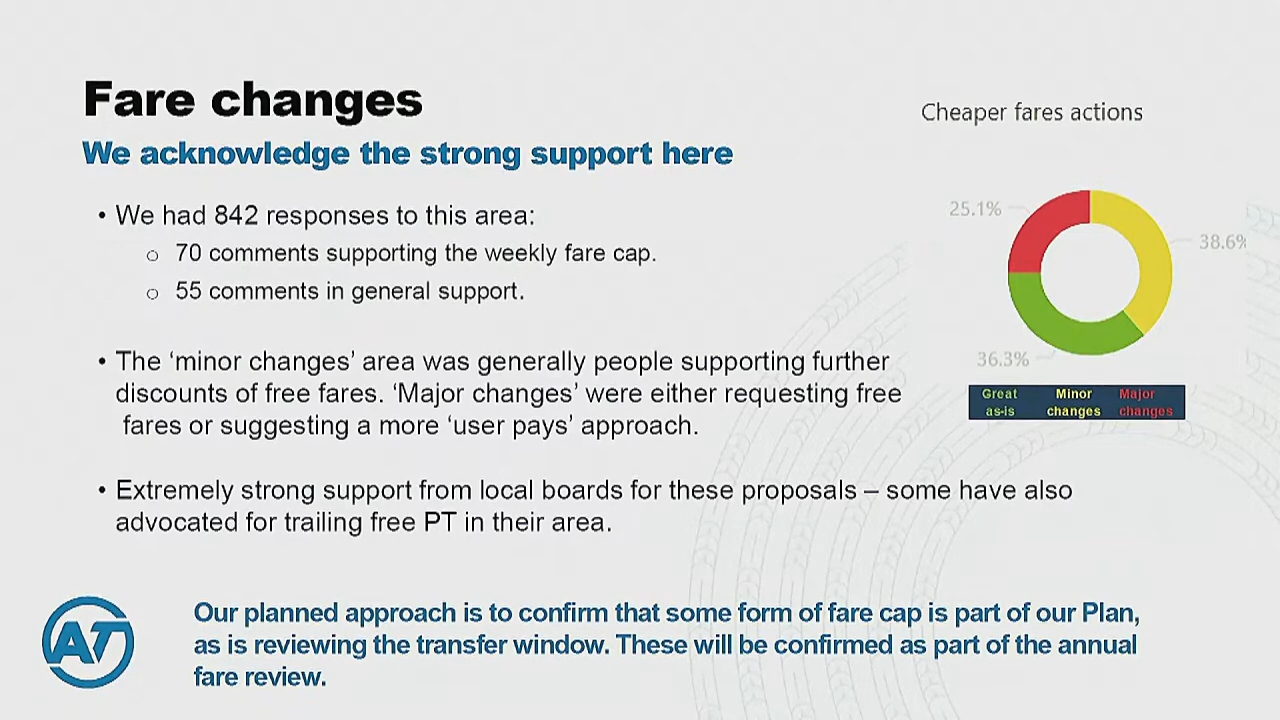 Fare changes
We acknowledge the strong support here
• We had 842 responses to this area:
o 70 comments supporting the weekly fare cap.
o 55 comments in general support.
• The ‘minor changes’ area was generally people supporting further
discounts of free fares. ‘Major changes’ were either requesting free
fares or suggesting a more ‘user pays’ approach.
• Extremely strong support from local boards for these proposals – some have also
advocated for trailing free PT in their area.
Cheaper fares actions
25.1%
38.6%
36.3%
Great as-is
Minor changes
Major changes
AT
Our planned approach is to confirm that some form of fare cap is part of our Plan,
as is reviewing the transfer window. These will be confirmed as part of the annual
fare review.